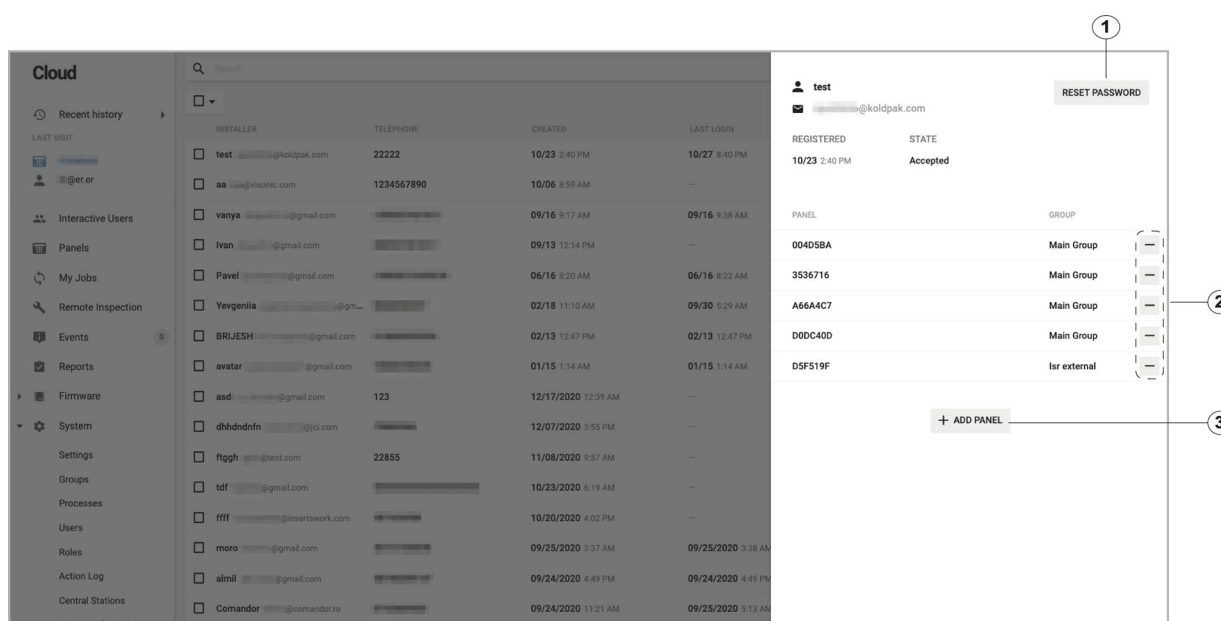 1
Cloud
Search
RESET PASSWORD
test
@koldpak.com
Recent history
LAST VISIT
@er.er
INSTALLER TELEPHONE CREATED LAST LOGIN
REGISTERED STATE
10/23 2:40 PM Accepted
test @koldpak.com 22222 10/23 2:40 PM 10/27 8:40 PM
aa @visonic.com 1234567890 10/06 8:59 AM —
vanya @gmail.com 09/16 9:17 AM 09/16 9:38 AM
Ivan @gmail.com 09/13 12:14 PM —
Pavel @gmail.com 06/16 8:20 AM 06/16 8:22 AM
Yevgeniia @gm... 02/18 11:10 AM 09/30 5:29 AM
BRIJESH @gmail.com 02/13 12:47 PM 02/13 12:47 PM
avatar @gmail.com 01/15 1:14 AM 01/15 1:14 AM
asd @gmail.com 123 12/17/2020 12:39 AM
dhhdndnfn @jci.com 12/07/2020 3:55 PM —
ftggh @test.com 22855 11/08/2020 9:57 AM —
tdf @gmail.com 10/23/2020 6:19 AM —
ffff @insertswork.com 10/20/2020 4:02 PM —
moro @gmail.com 09/25/2020 3:37 AM 09/25/2020 3:38 AM
almil @gmail.com 09/24/2020 4:49 PM 09/24/2020 4:49 PM
Comandor @comandor.ro 09/24/2020 11:21 AM 09/25/2020 5:13 AM
Interactive Users
Panels
My Jobs
Remote Inspection
Events 0
Reports
Firmware
System
Settings
Groups
Processes
Users
Roles
Action Log
Central Stations
PANEL GROUP
004D5BA Main Group
3536716 Main Group
A66A4C7 Main Group
D0DC40D Main Group
D5F519F lsr external
2
+ ADD PANEL
3